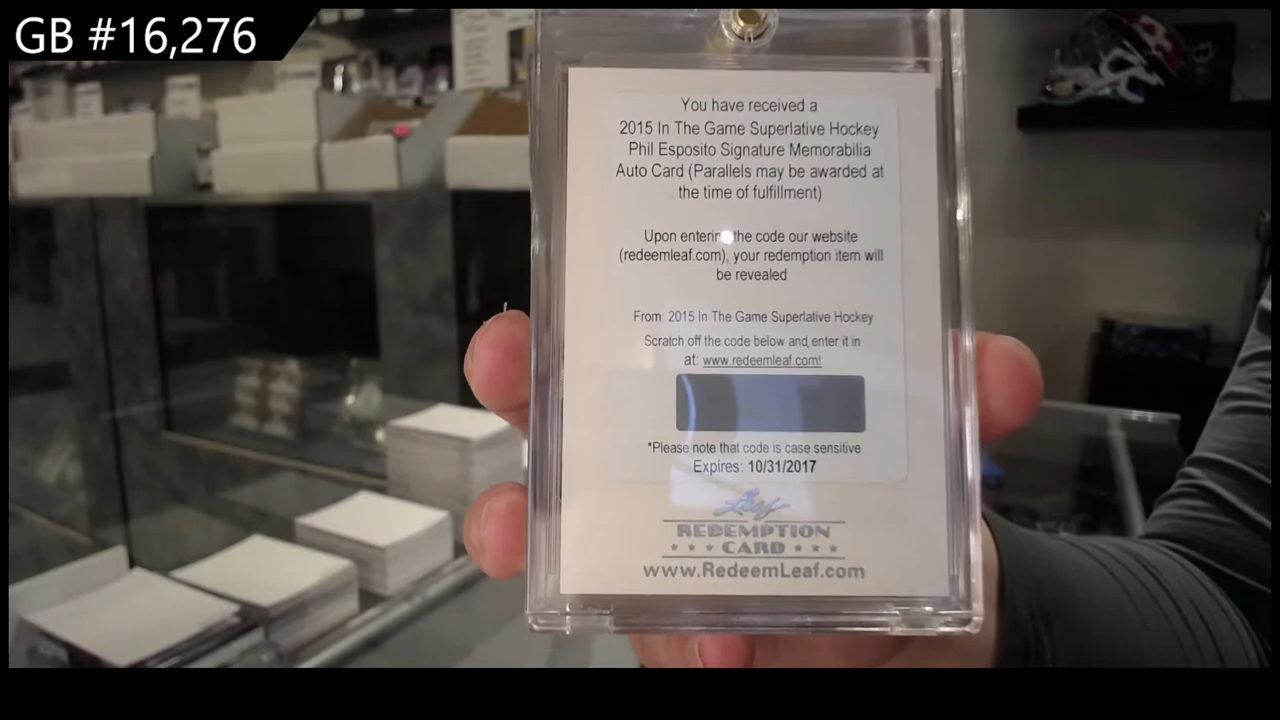 GB #16,276
You have received a
2015 In The Game Superlative Hockey
Phil Esposito Signature Memorabilia
Auto Card (Parallels may be awarded at
the time of fulfillment)
Upon entering the code our website
(redeemleaf.com), your redemption item will
be revealed
From: 2015 In The Game Superlative Hockey
Scratch off the code below and enter it in
at: www.redeemleaf.com!
*Please note that code is case sensitive
Expires: 10/31/2017
Leaf
REDEMPTION
CARD
www.RedeemLeaf.com